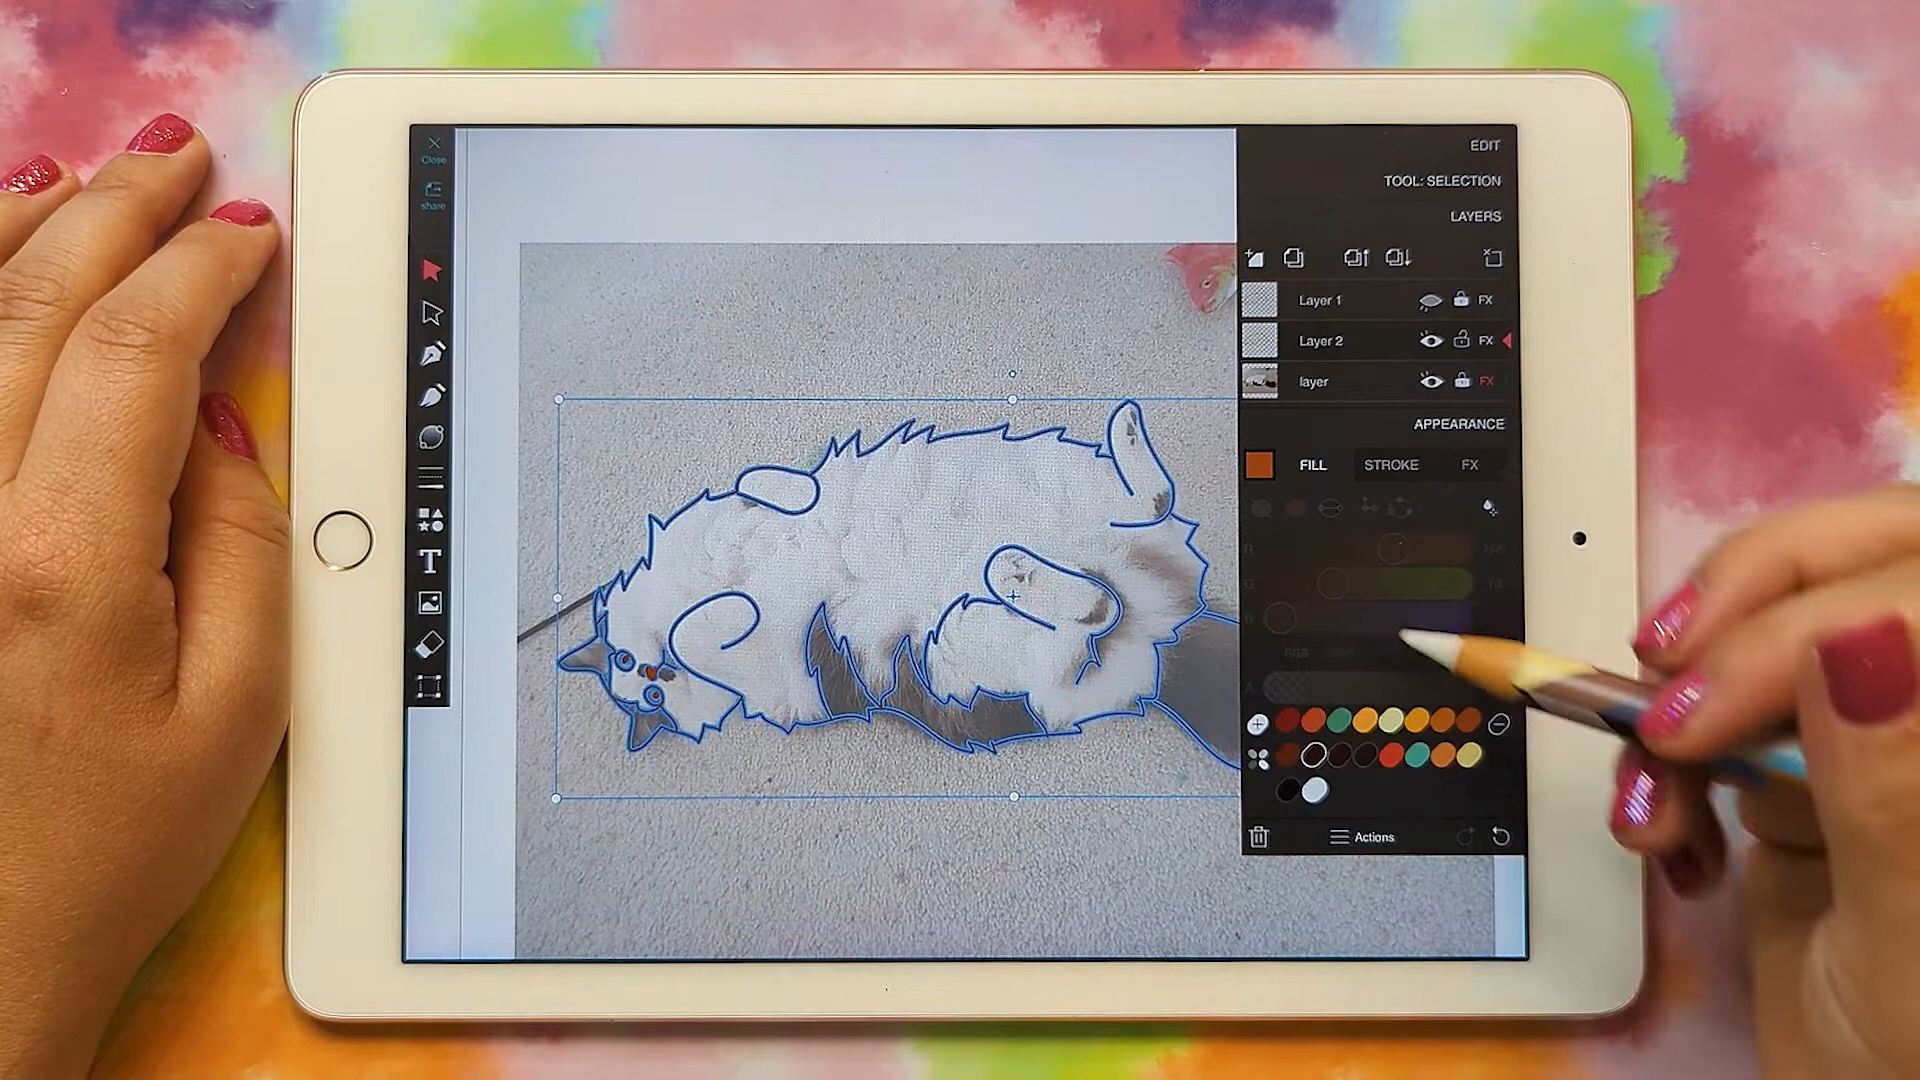 Close
share
T
EDIT
TOOL: SELECTION
LAYERS
Layer 1 FX
Layer 2 FX
layer FX
APPEARANCE
FILL STROKE FX
R
G
B
RGB
Actions